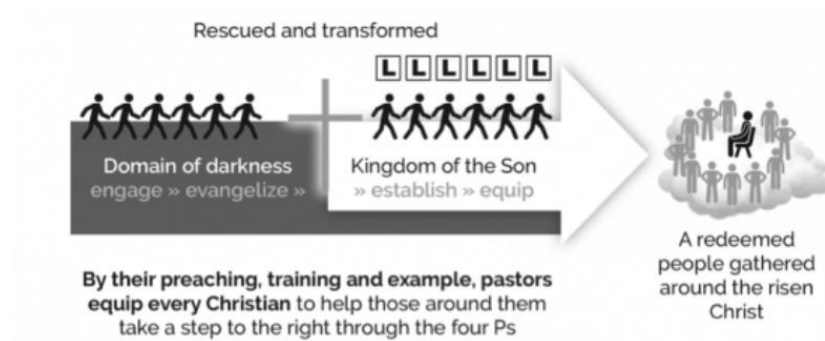 Rescued and transformed
L L L L L L
Domain of darkness
engage » evangelize »
Kingdom of the Son
» establish » equip
A redeemed
people gathered
around the risen
Christ
By their preaching, training and example, pastors
equip every Christian to help those around them
take a step to the right through the four Ps